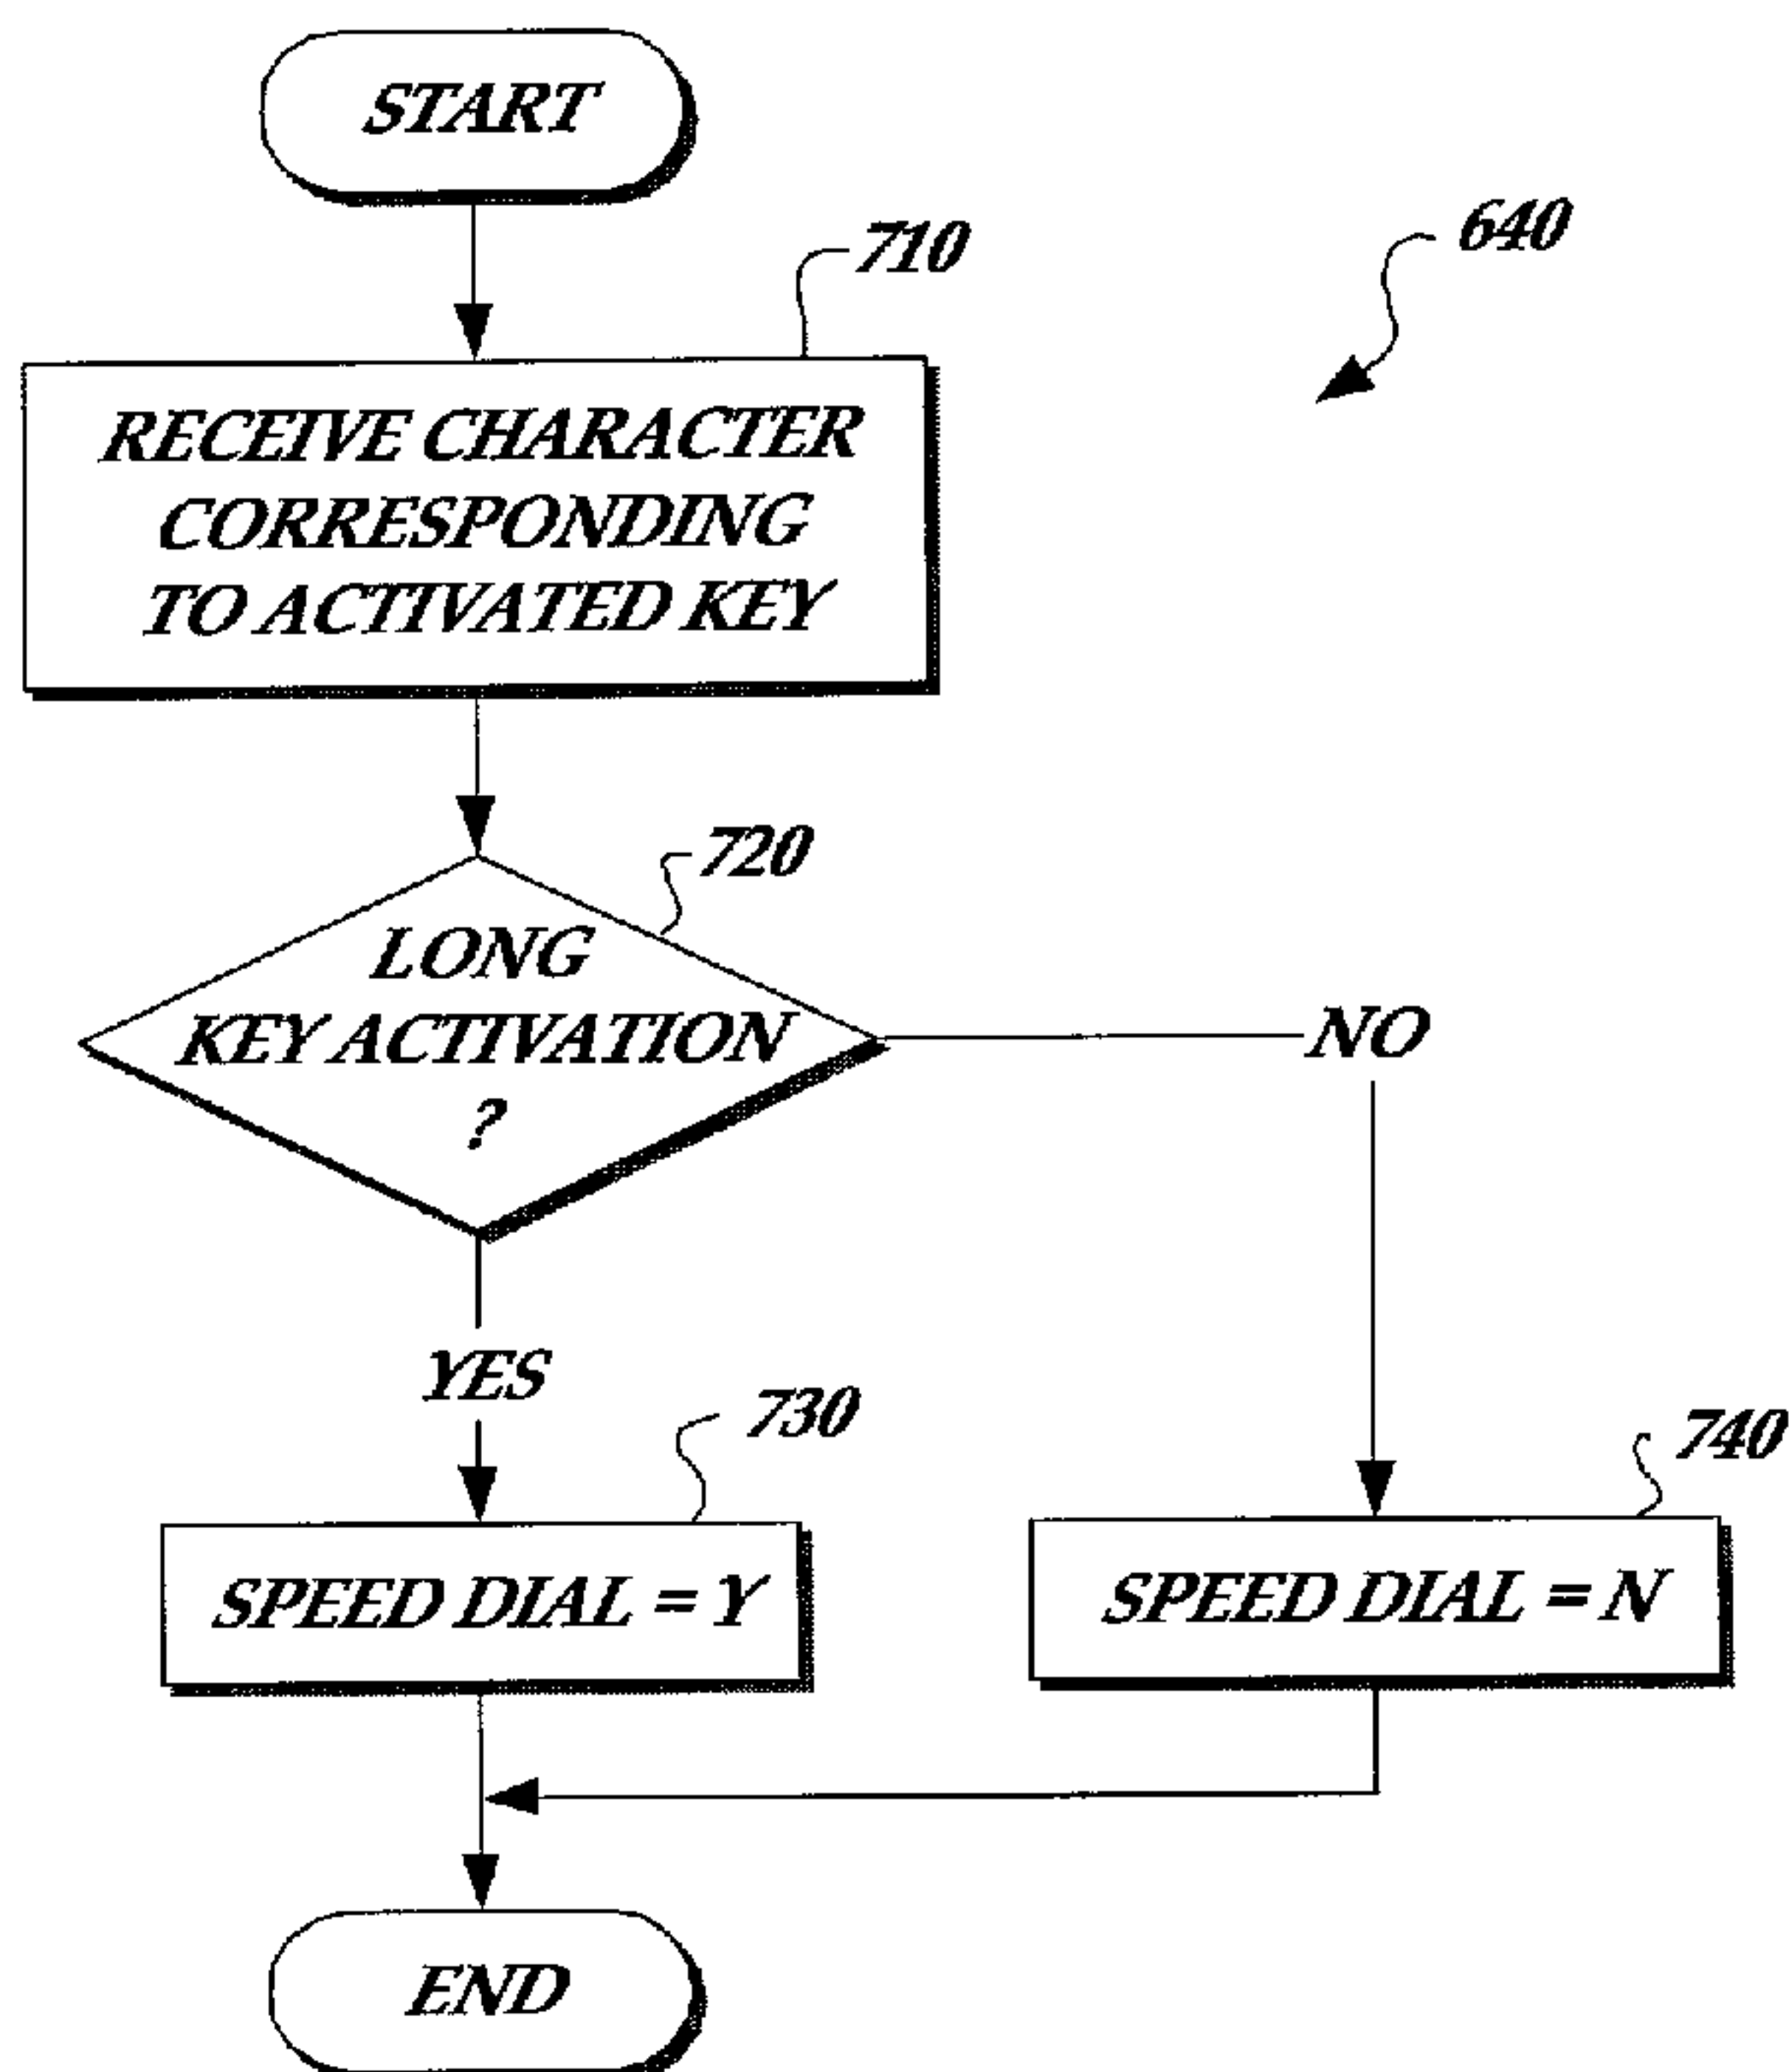 START
710
640
RECEIVE CHARACTER
CORRESPONDING
TO ACTIVATED KEY
720
LONG
KEY ACTIVATION
?
NO
YES
730
740
SPEED DIAL = Y
SPEED DIAL = N
END